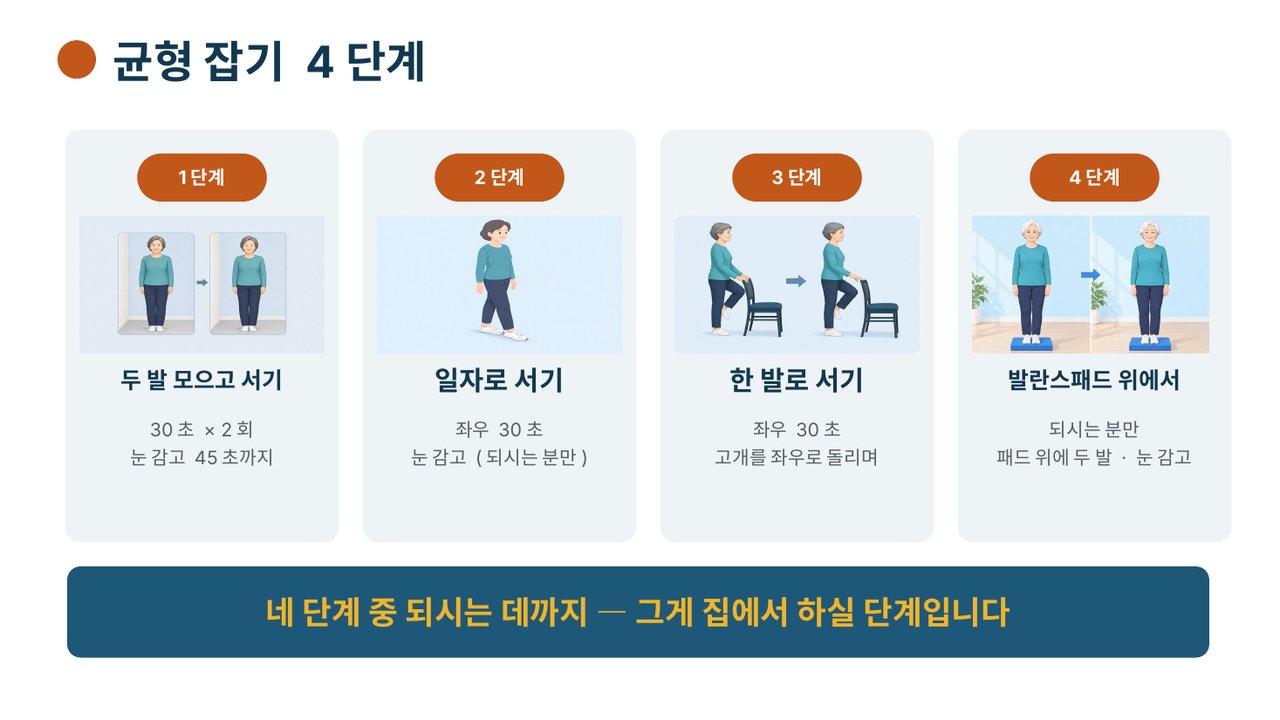 균형 잡기 4 단계
1 단계
두 발 모으고 서기
30 초 × 2 회
눈 감고 45 초까지
2 단계
일자로 서기
좌우 30 초
눈 감고 ( 되시는 분만 )
3 단계
한 발로 서기
좌우 30 초
고개를 좌우로 돌리며
4 단계
발란스패드 위에서
되시는 분만
패드 위에 두 발 · 눈 감고
네 단계 중 되시는 데까지 — 그게 집에서 하실 단계입니다